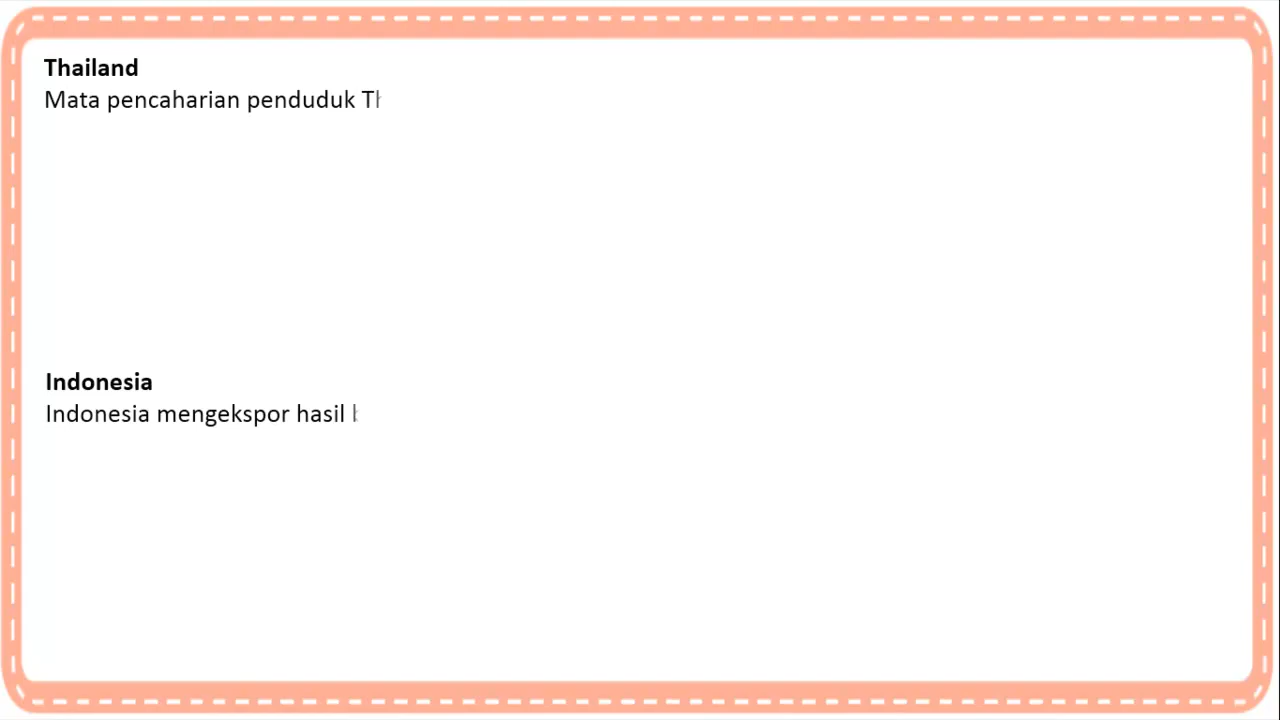 Thailand
Mata pencaharian penduduk
Indonesia
Indonesia mengekspor hasil